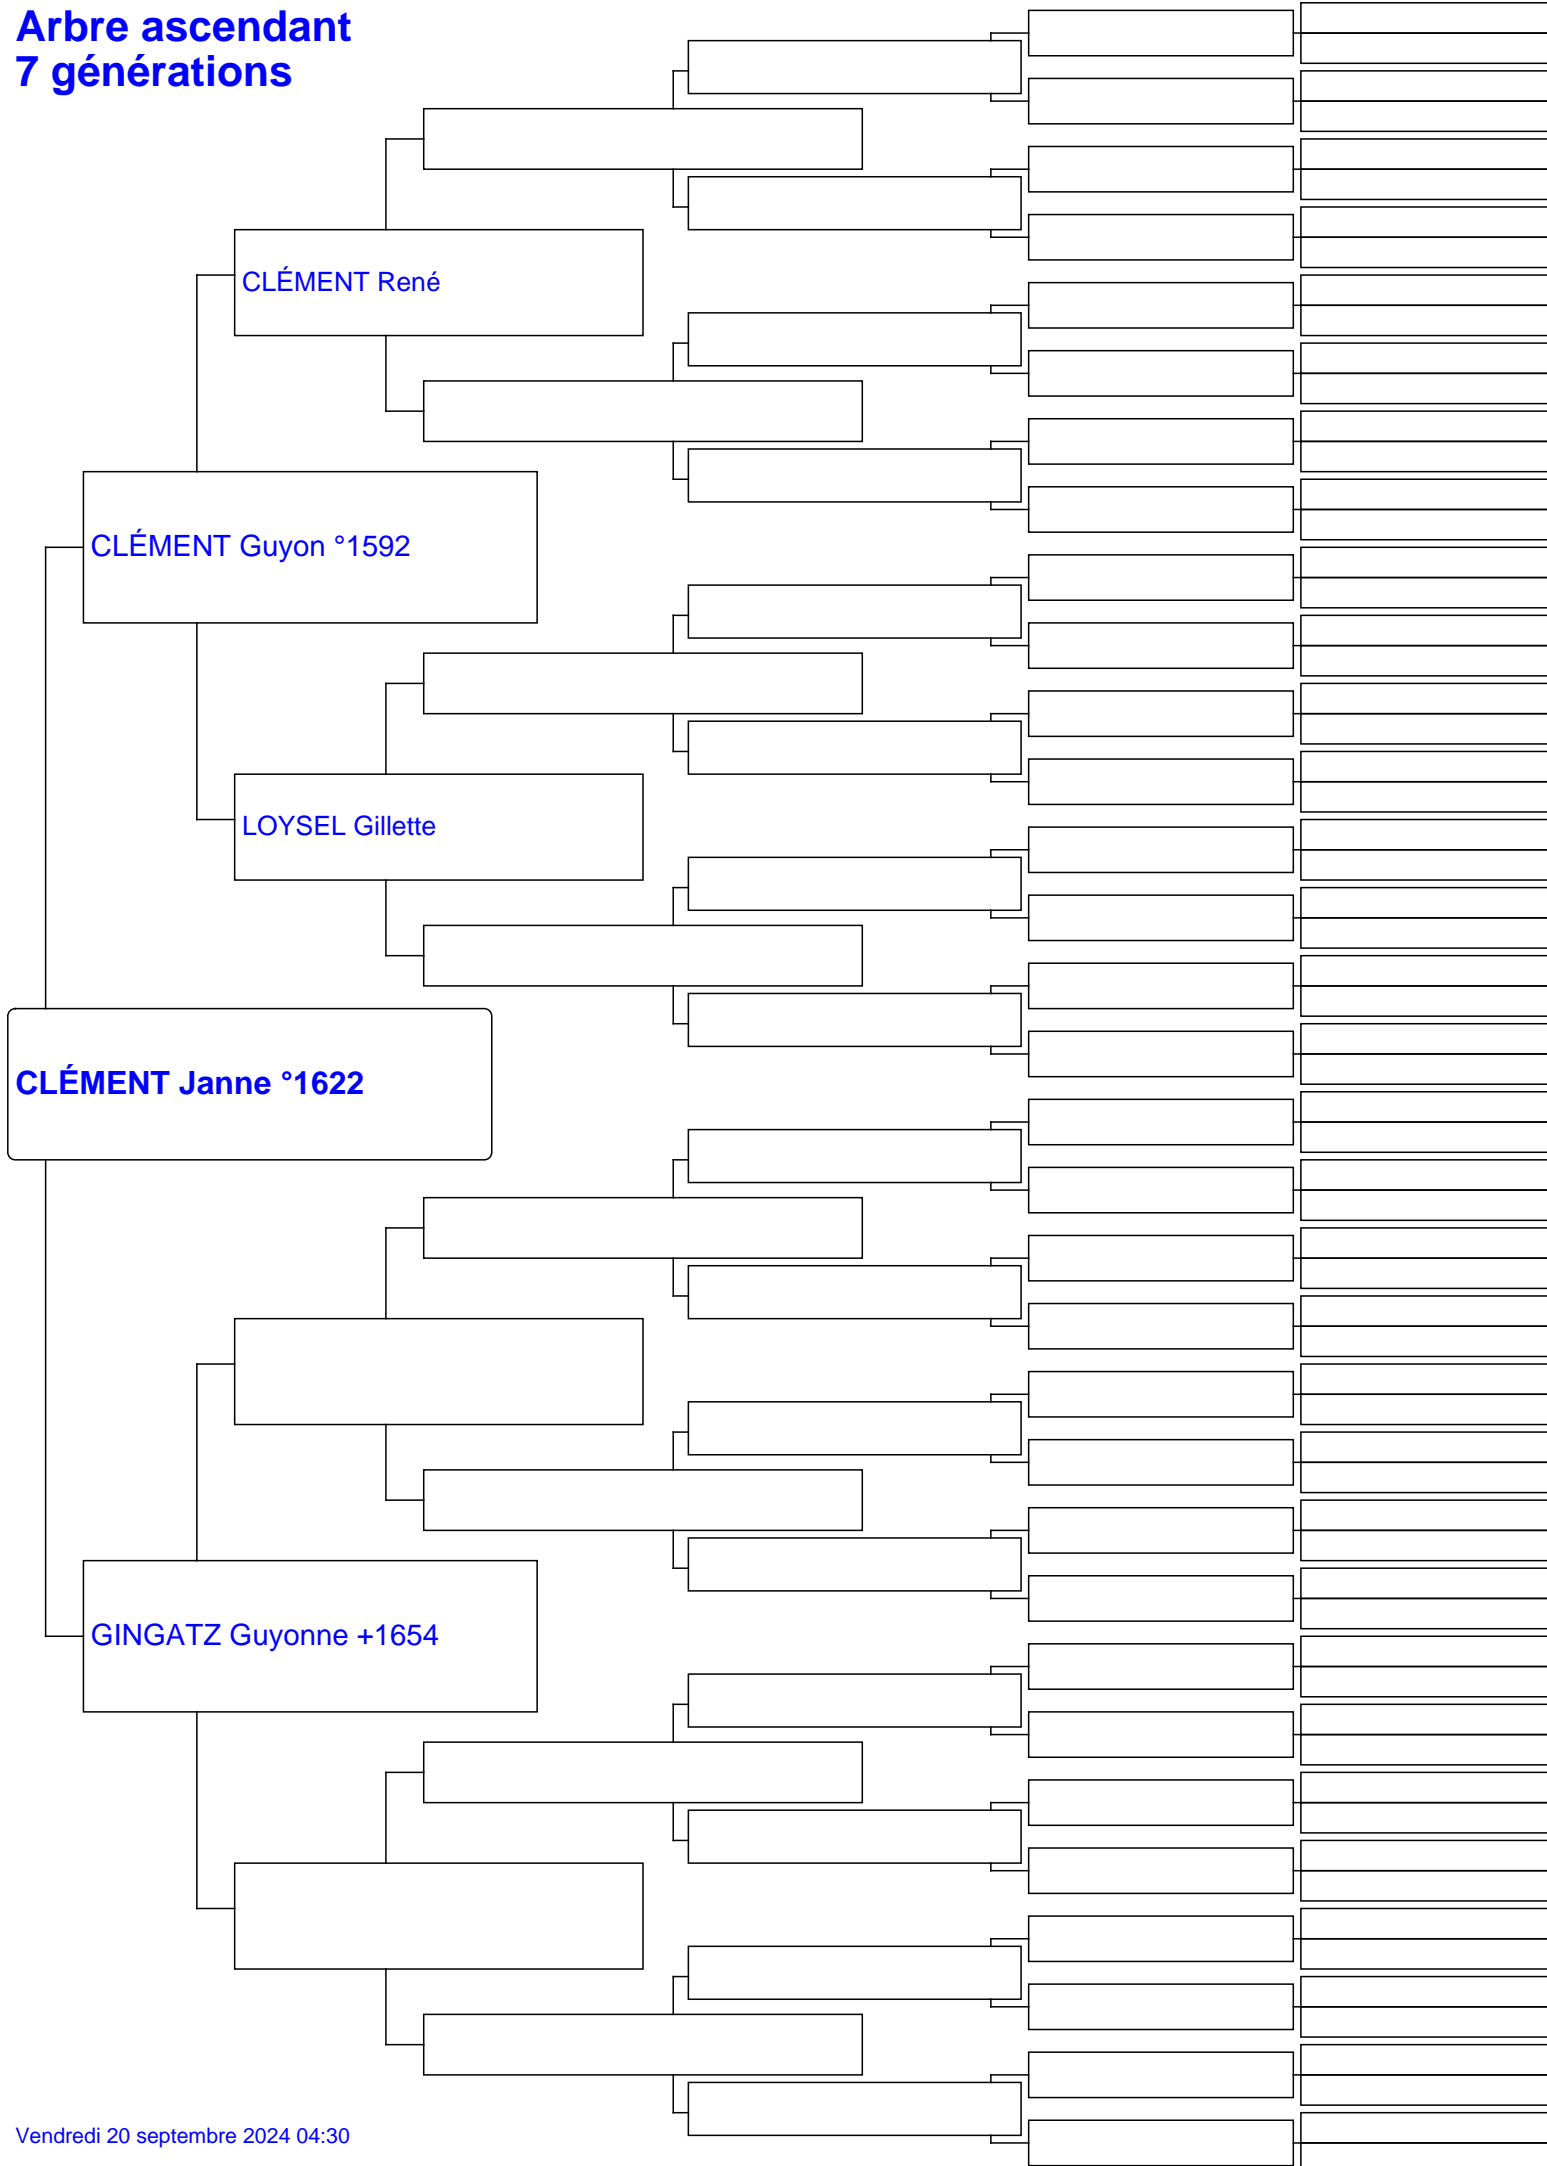 Arbre ascendant
7 générations
CLÉMENT René
CLÉMENT Guyon °1592
LOYSEL Gillette
CLÉMENT Janne °1622
GINGATZ Guyonne +1654
Vendredi 20 septembre 2024 04:30